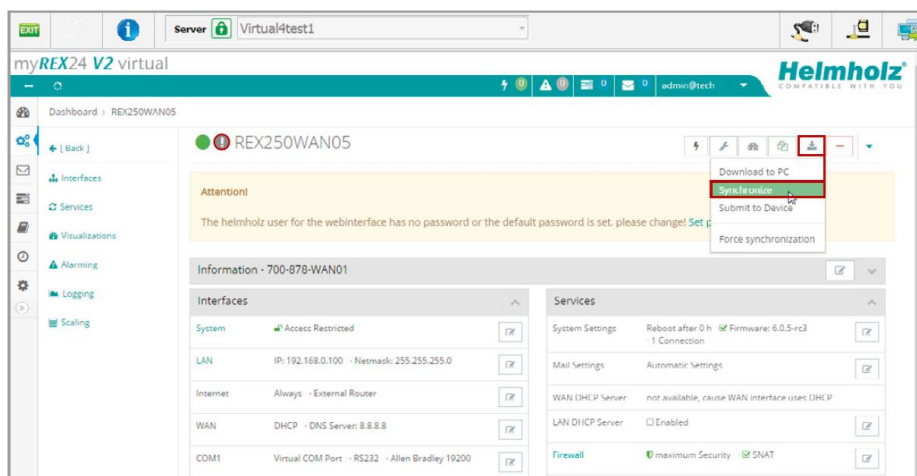 EXIT
Server Virtual4test1
myREX24 V2 virtual
Helmholz
COMPATIBLE WITH YOU
0 0 0 0 admin@tech
Dashboard > REX250WAN05
[ Back ]
Interfaces
Services
Visualizations
Alarming
Logging
Scaling
REX250WAN05
Download to PC
Synchronize
Submit to Device
Force synchronization
Attention!
The helmholz user for the webinterface has no password or the default password is set. please change! Set p
Information - 700-878-WAN01
Interfaces
System Access Restricted
LAN IP: 192.168.0.100 - Netmask: 255.255.255.0
Internet Always - External Router
WAN DHCP - DNS Server: 8.8.8.8
COM1 Virtual COM Port - RS232 - Allen Bradley 19200
Services
System Settings Reboot after 0 h Firmware: 6.0.5-rc3
- 1 Connection
Mail Settings Automatic Settings
WAN DHCP Server not available, cause WAN interface uses DHCP
LAN DHCP Server Enabled
Firewall maximum Security - SNAT